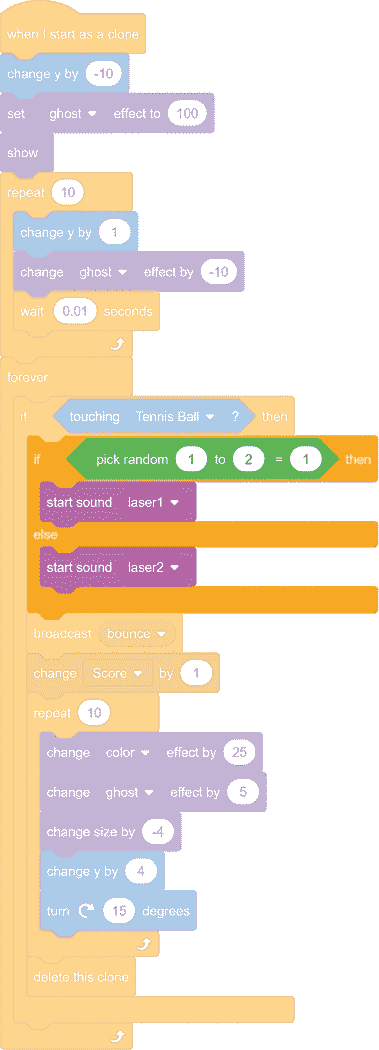 when I start as a clone
change y by -10
set ghost effect to 100
show
repeat 10
change y by 1
change ghost effect by -10
wait 0.01 seconds
forever
if touching Tennis Ball ? then
if pick random 1 to 2 = 1 then
start sound laser1
else
start sound laser2
broadcast bounce
change Score by 1
repeat 10
change color effect by 25
change ghost effect by 5
change size by -4
change y by 4
turn 15 degrees
delete this clone